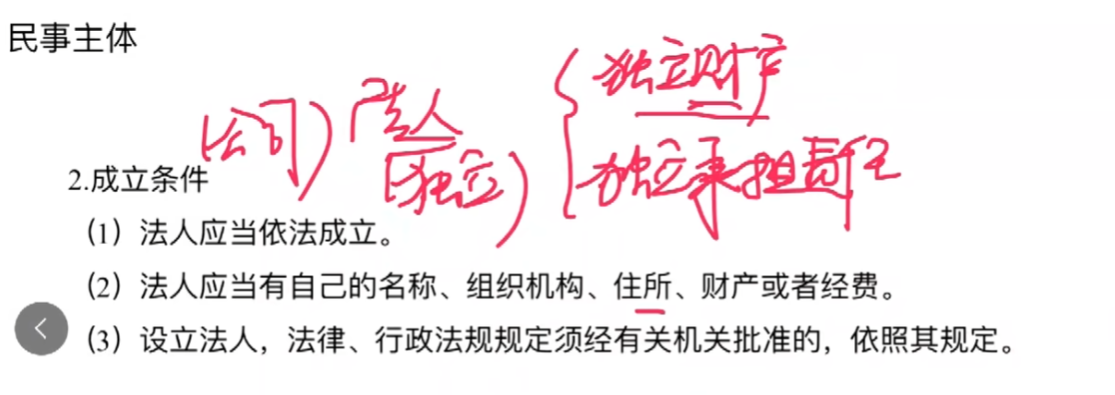 民事主体
独立财产
(公司) 法人
(独立)
独立承担责任
2.成立条件
（1）法人应当依法成立。
（2）法人应当有自己的名称、组织机构、住所、财产或者经费。
（3）设立法人，法律、行政法规规定须经有关机关批准的，依照其规定。